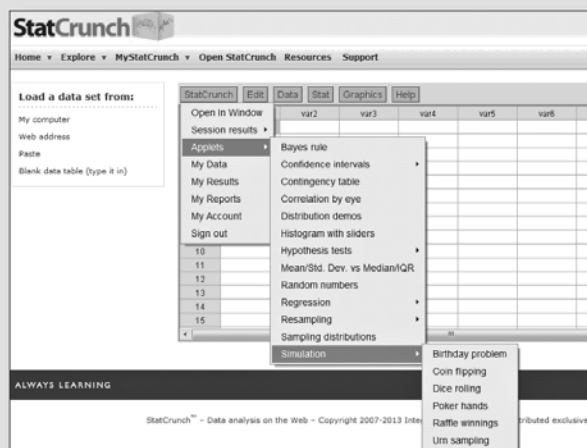 StatCrunch
Home Explore MyStatCrunch Open StatCrunch Resources Support
Load a data set from:
My computer
Web address
Paste
Blank data table (type it in)
StatCrunch Edit Data Stat Graphics Help
var2 var3 var4 var5 var6
Open In Window
Session results
Applets
My Data
My Results
My Reports
My Account
Sign out
10
11
12
13
14
15
Bayes rule
Confidence intervals
Contingency table
Correlation by eye
Distribution demos
Histogram with sliders
Hypothesis tests
Mean/Std. Dev. vs Median/IQR
Random numbers
Regression
Resampling
Sampling distributions
Simulation
Birthday problem
Coin flipping
Dice rolling
Poker hands
Raffle winnings
Urn sampling
ALWAYS LEARNING
StatCrunch™ - Data analysis on the Web - Copyright 2007-2013 Inte tributed exclusive